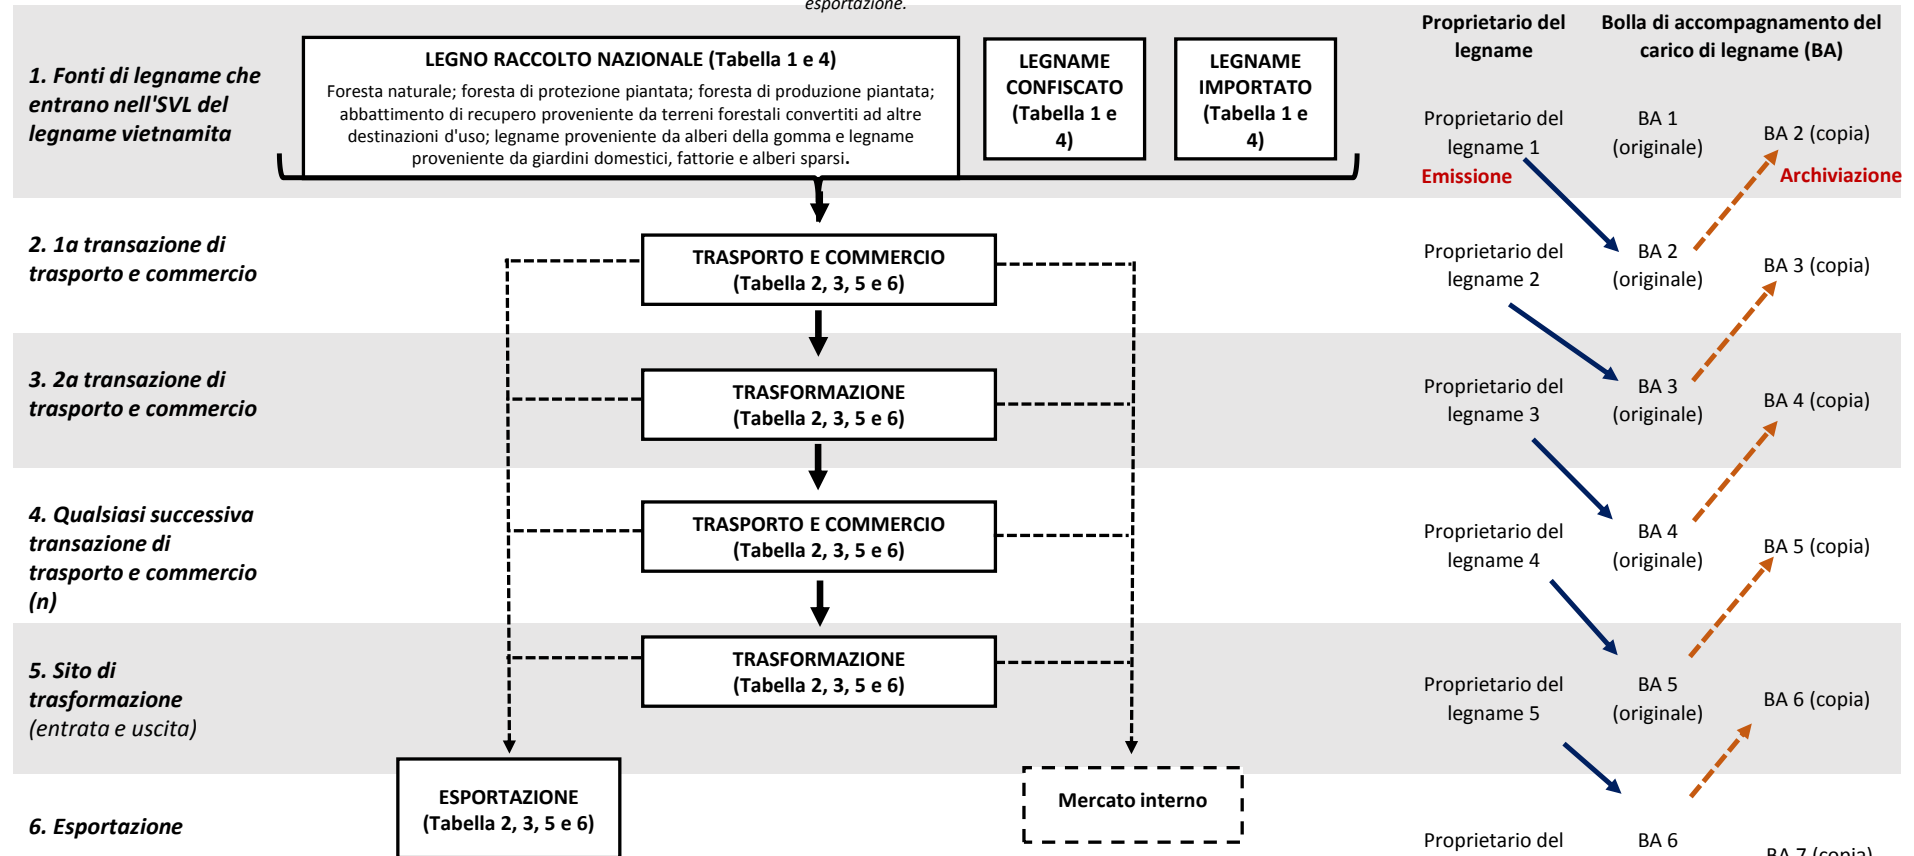 esportazione.
Proprietario del
legname
Bolla di accompagnamento del
carico di legname (BA)
1. Fonti di legname che
entrano nell'SVL del
legname vietnamita
LEGNO RACCOLTO NAZIONALE (Tabella 1 e 4)
Foresta naturale; foresta di protezione piantata; foresta di produzione piantata;
abbattimento di recupero proveniente da terreni forestali convertiti ad altre
destinazioni d'uso; legname proveniente da alberi della gomma e legname
proveniente da giardini domestici, fattorie e alberi sparsi.
LEGNAME
CONFISCATO
(Tabella 1 e
4)
LEGNAME
IMPORTATO
(Tabella 1 e
4)
Proprietario del
legname 1
Emissione
BA 1
(originale)
BA 2 (copia)
Archiviazione
2. 1a transazione di
trasporto e commercio
TRASPORTO E COMMERCIO
(Tabella 2, 3, 5 e 6)
Proprietario del
legname 2
BA 2
(originale)
BA 3 (copia)
3. 2a transazione di
trasporto e commercio
TRASFORMAZIONE
(Tabella 2, 3, 5 e 6)
Proprietario del
legname 3
BA 3
(originale)
BA 4 (copia)
4. Qualsiasi successiva
transazione di
trasporto e commercio
(n)
TRASPORTO E COMMERCIO
(Tabella 2, 3, 5 e 6)
Proprietario del
legname 4
BA 4
(originale)
BA 5 (copia)
5. Sito di
trasformazione
(entrata e uscita)
TRASFORMAZIONE
(Tabella 2, 3, 5 e 6)
Proprietario del
legname 5
BA 5
(originale)
BA 6 (copia)
6. Esportazione
ESPORTAZIONE
(Tabella 2, 3, 5 e 6)
Mercato interno
Proprietario del
BA 6
BA 7 (copia)